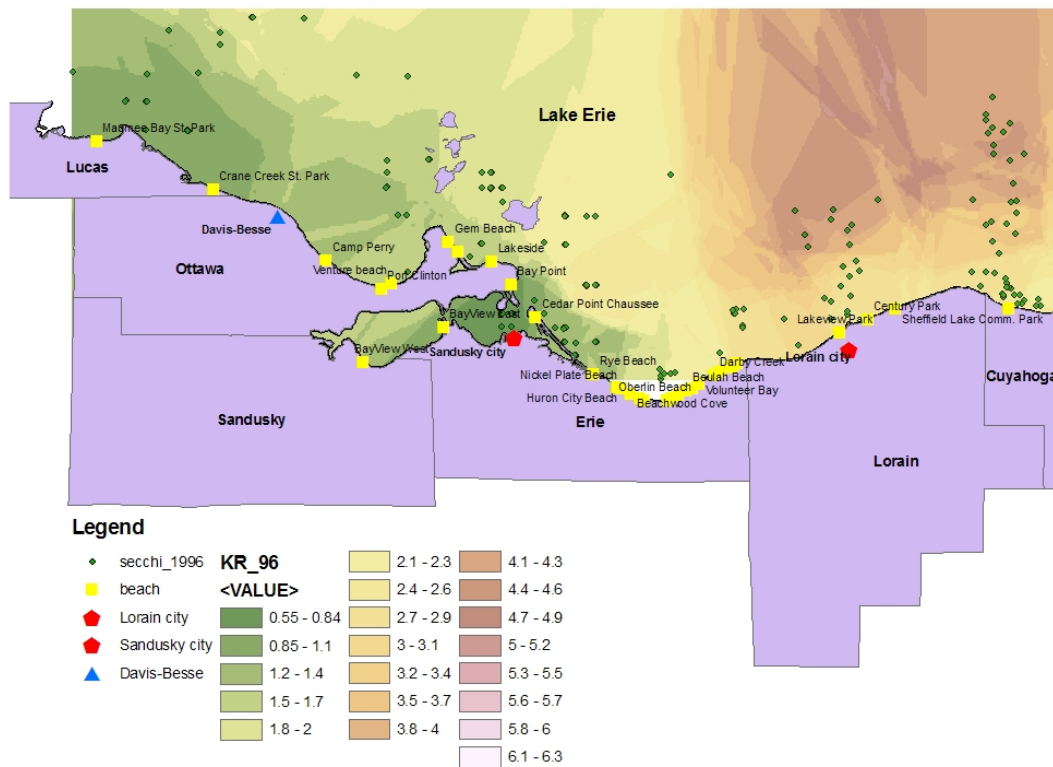 Lake Erie
Maumee Bay St. Park
Lucas
Crane Creek St. Park
Davis-Besse
Gem Beach
Camp Perry
Lakeside
Ottawa
Venture beach
Port Clinton
Bay Point
Cedar Point Chaussee
BayView East
Century Park
Lakeview Park
Sheffield Lake Comm. Park
BayView West
Sandusky city
Rye Beach
Darby Creek
Lorain city
Nickel Plate Beach
Beulah Beach
Cuyahoga
Oberlin Beach
Volunteer Bay
Huron City Beach
Beachwood Cove
Sandusky
Erie
Lorain
Legend
secchi_1996
beach
Lorain city
Sandusky city
Davis-Besse
KR_96
<VALUE>
0.55 - 0.84
0.85 - 1.1
1.2 - 1.4
1.5 - 1.7
1.8 - 2
2.1 - 2.3
2.4 - 2.6
2.7 - 2.9
3 - 3.1
3.2 - 3.4
3.5 - 3.7
3.8 - 4
4.1 - 4.3
4.4 - 4.6
4.7 - 4.9
5 - 5.2
5.3 - 5.5
5.6 - 5.7
5.8 - 6
6.1 - 6.3